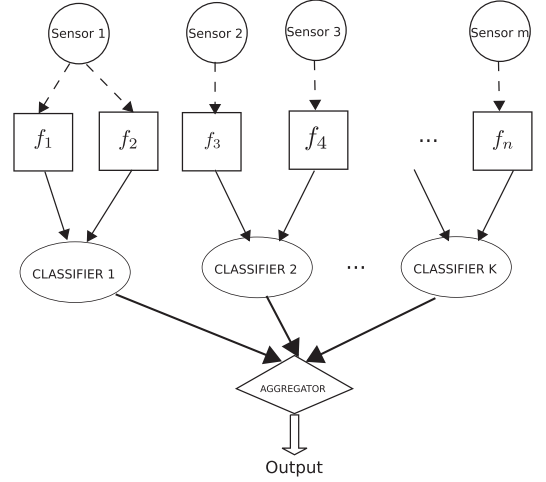 Sensor 1 Sensor 2 Sensor 3 Sensor m
f1 f2 f3 f4 ... fn
CLASSIFIER 1 CLASSIFIER 2 ... CLASSIFIER K
AGGREGATOR
Output